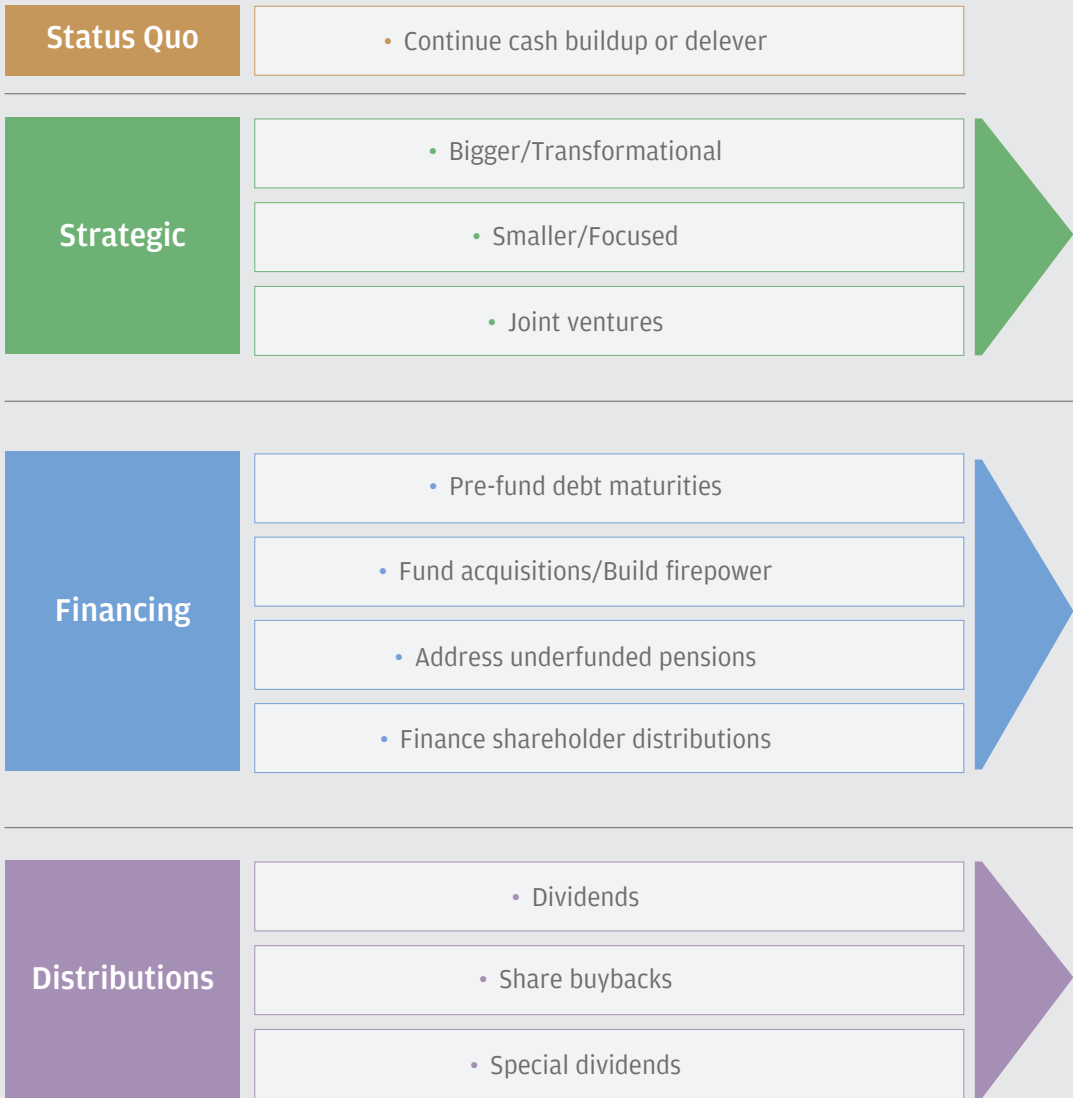 Status Quo
• Continue cash buildup or delever
Strategic
• Bigger/Transformational
• Smaller/Focused
• Joint ventures
Financing
• Pre-fund debt maturities
• Fund acquisitions/Build firepower
• Address underfunded pensions
• Finance shareholder distributions
Distributions
• Dividends
• Share buybacks
• Special dividends